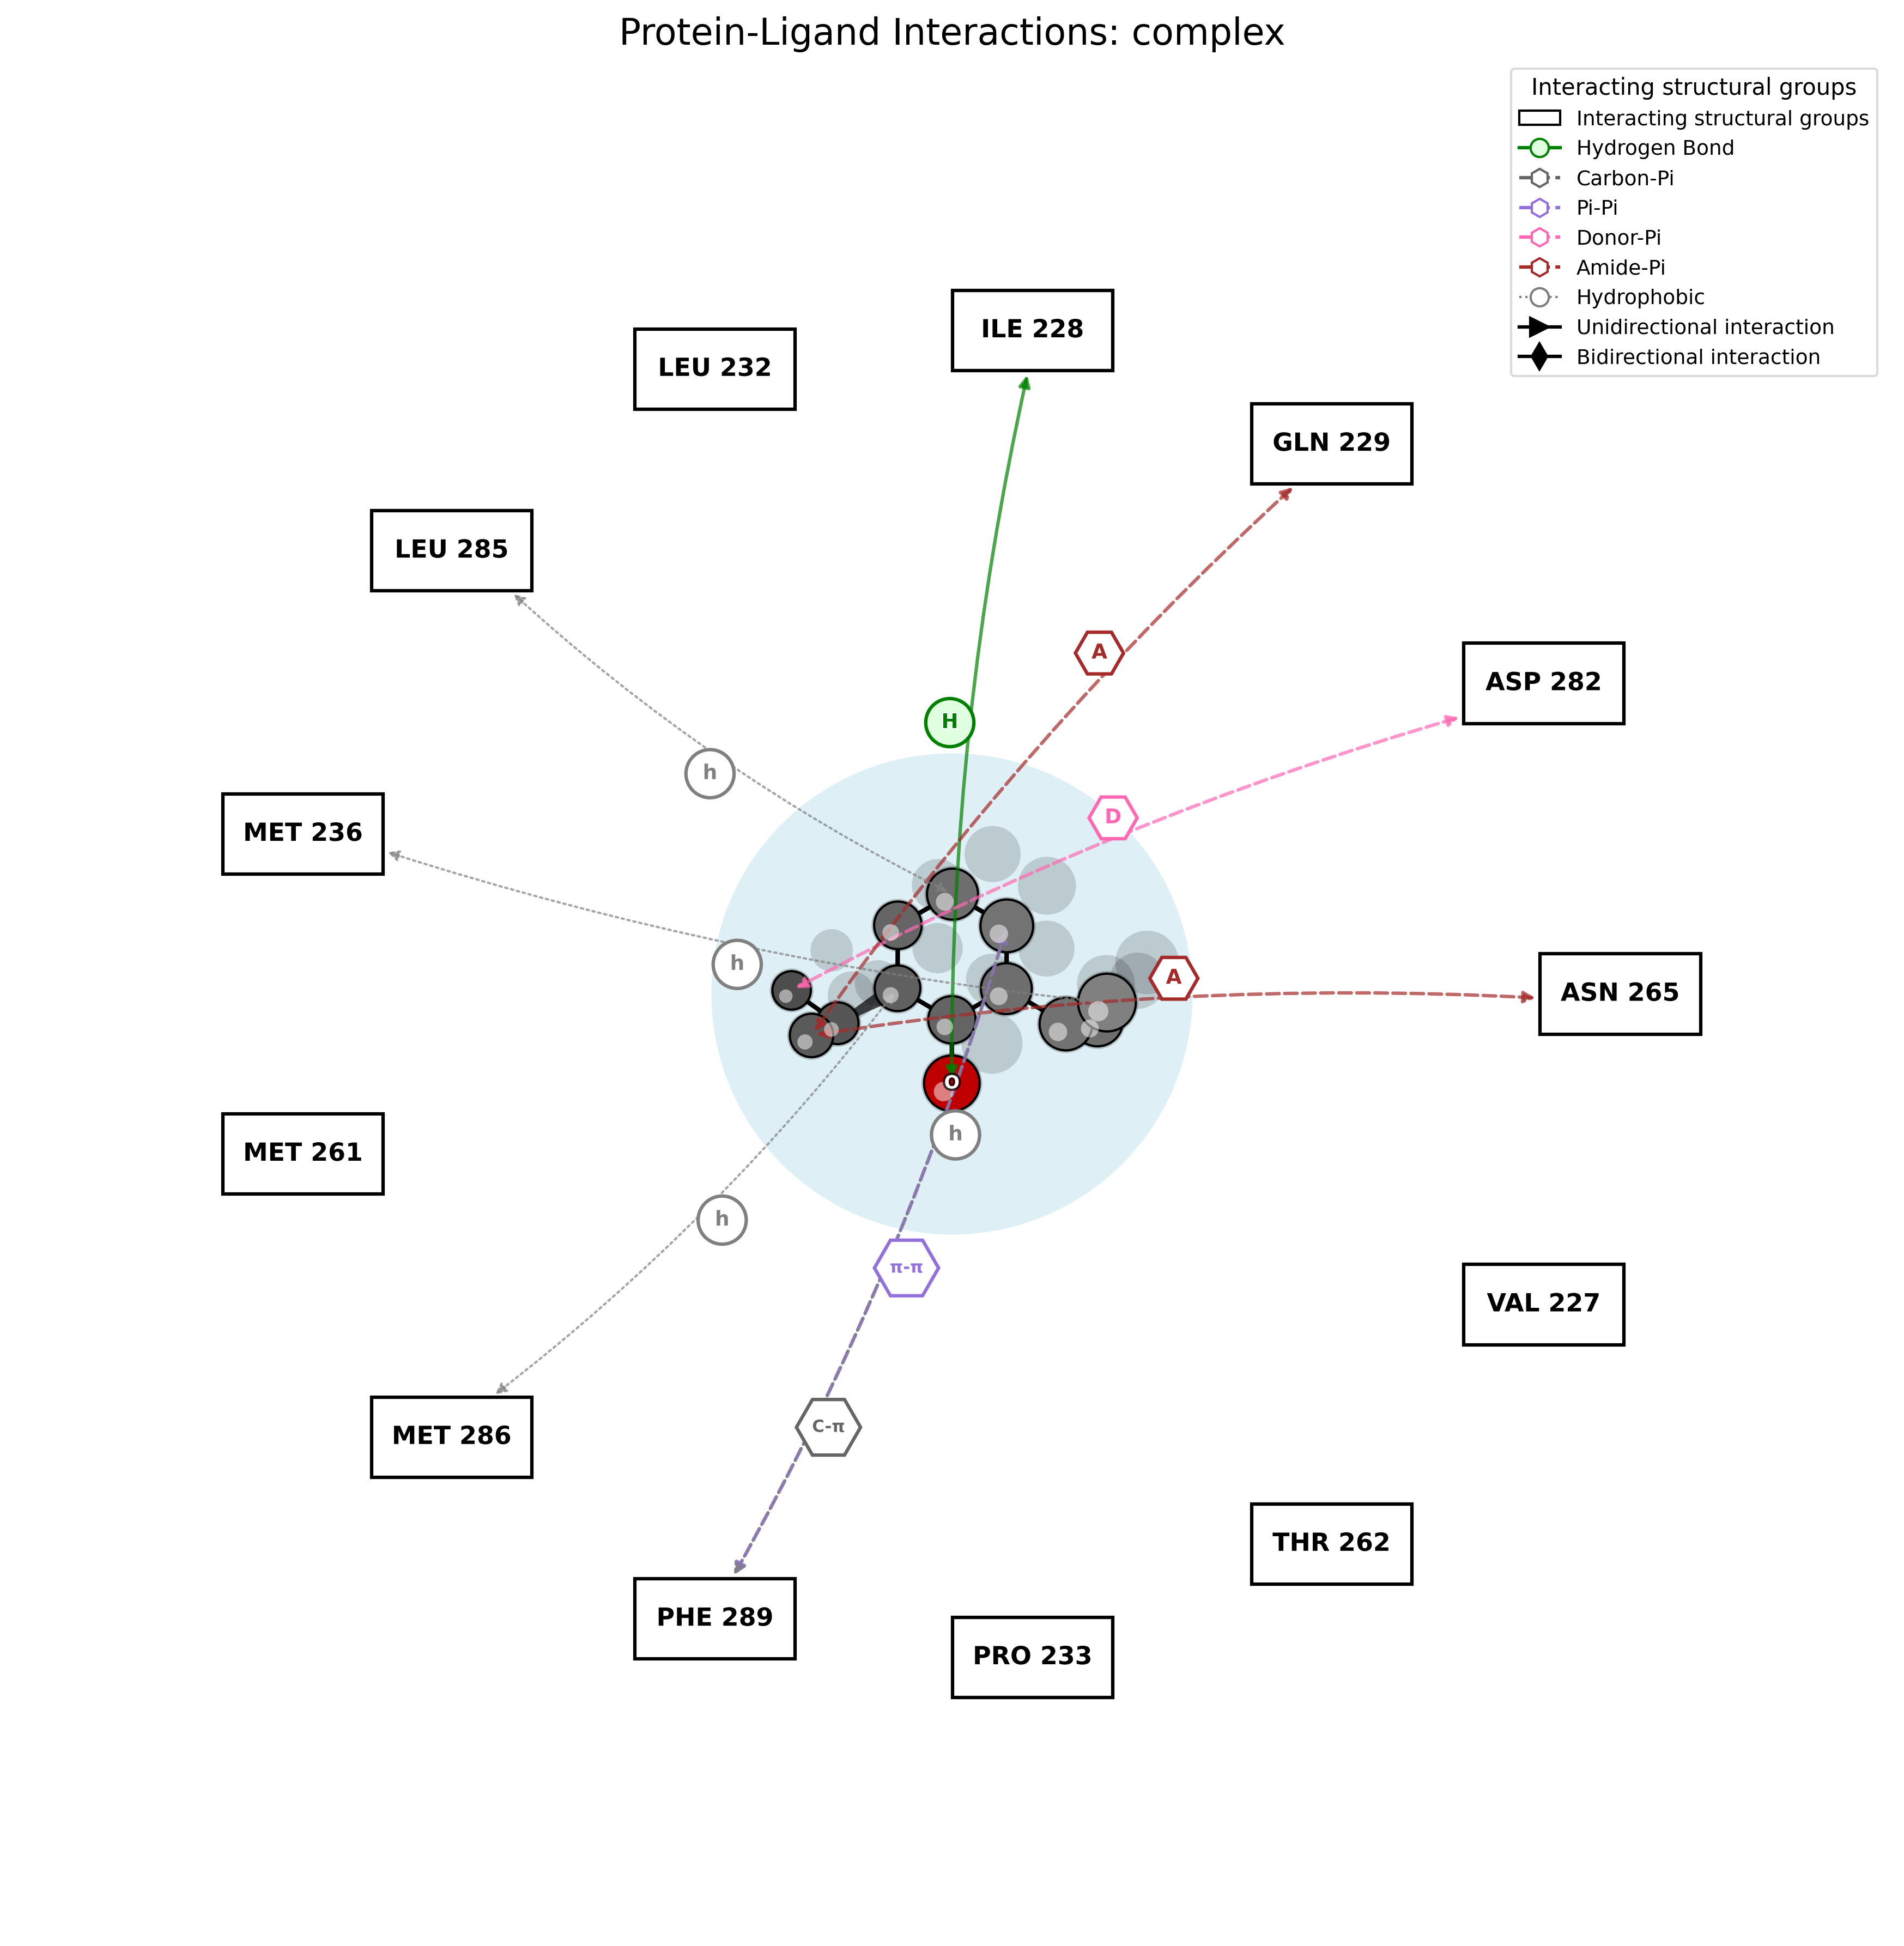 Protein-Ligand Interactions: complex
Interacting structural groups
Interacting structural groups
Hydrogen Bond
Carbon-Pi
Pi-Pi
Donor-Pi
Amide-Pi
Hydrophobic
Unidirectional interaction
Bidirectional interaction
ILE 228
LEU 232
GLN 229
LEU 285
A
ASP 282
H
h
D
MET 236
h
A
ASN 265
O
h
MET 261
h
π-π
VAL 227
C-π
MET 286
THR 262
PHE 289
PRO 233